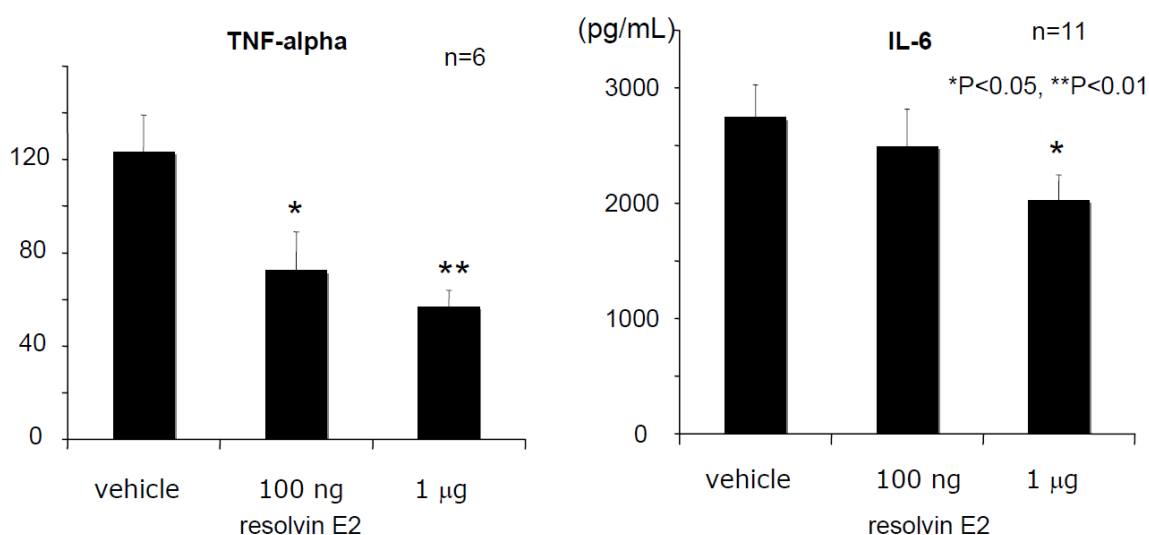 TNF-alpha
n=6
120
80
40
0
*
**
vehicle 100 ng 1 μg
resolvin E2
(pg/mL)
IL-6
n=11
*P<0.05, **P<0.01
3000
2000
1000
0
*
vehicle 100 ng 1 μg
resolvin E2